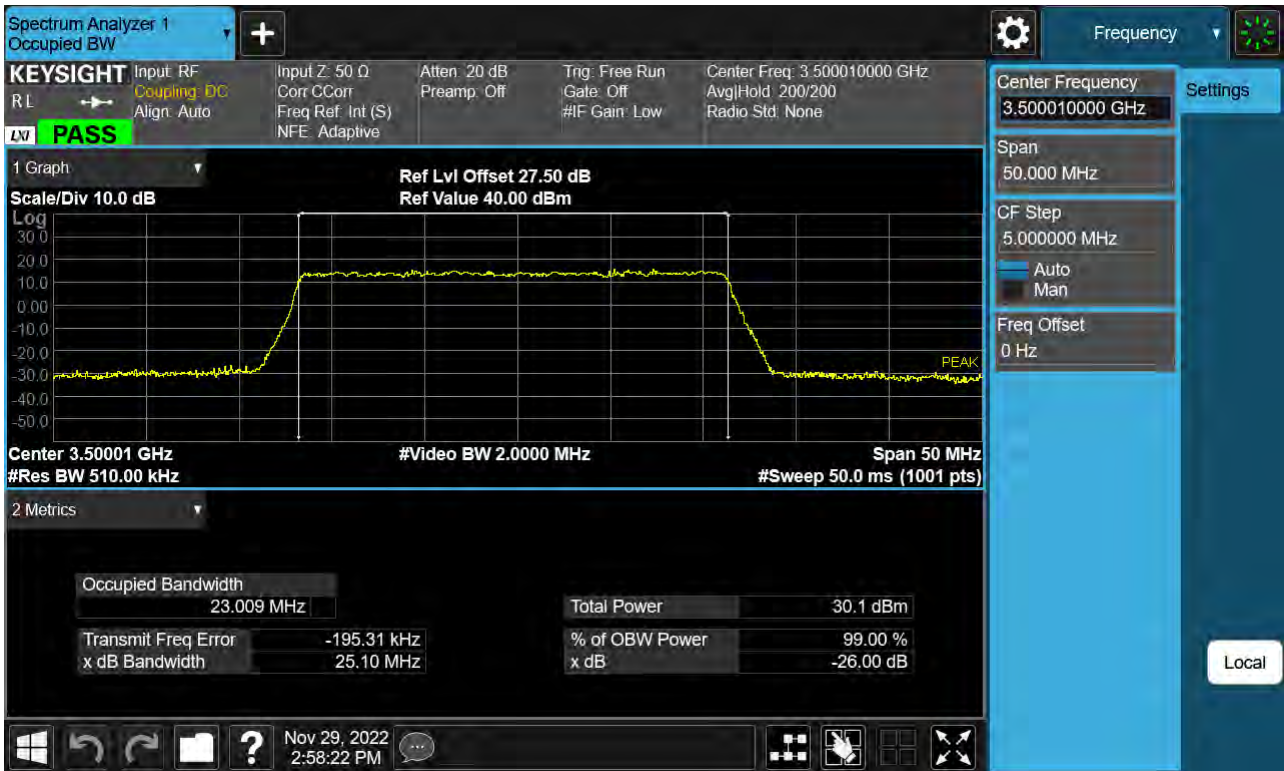 Spectrum Analyzer 1
Occupied BW
Frequency
KEYSIGHT
R L
LXI
PASS
Input: RF
Coupling: DC
Align: Auto
Input Z: 50 Ω
Corr CCorr
Freq Ref: Int (S)
NFE: Adaptive
Atten: 20 dB
Preamp: Off
Trig: Free Run
Gate: Off
#IF Gain: Low
Center Freq: 3.500010000 GHz
Avg|Hold: 200/200
Radio Std: None
Center Frequency
3.500010000 GHz
Settings
Span
50.000 MHz
CF Step
5.000000 MHz
Auto
Man
Freq Offset
0 Hz
1 Graph
Scale/Div 10.0 dB
Ref Lvl Offset 27.50 dB
Ref Value 40.00 dBm
Log
30.0
20.0
10.0
0.00
-10.0
-20.0
-30.0
-40.0
-50.0
PEAK
Center 3.50001 GHz
#Video BW 2.0000 MHz
Span 50 MHz
#Res BW 510.00 kHz
#Sweep 50.0 ms (1001 pts)
2 Metrics
Occupied Bandwidth
23.009 MHz
Total Power 30.1 dBm
Transmit Freq Error -195.31 kHz
% of OBW Power 99.00 %
x dB Bandwidth 25.10 MHz
x dB -26.00 dB
Local
Nov 29, 2022
2:58:22 PM